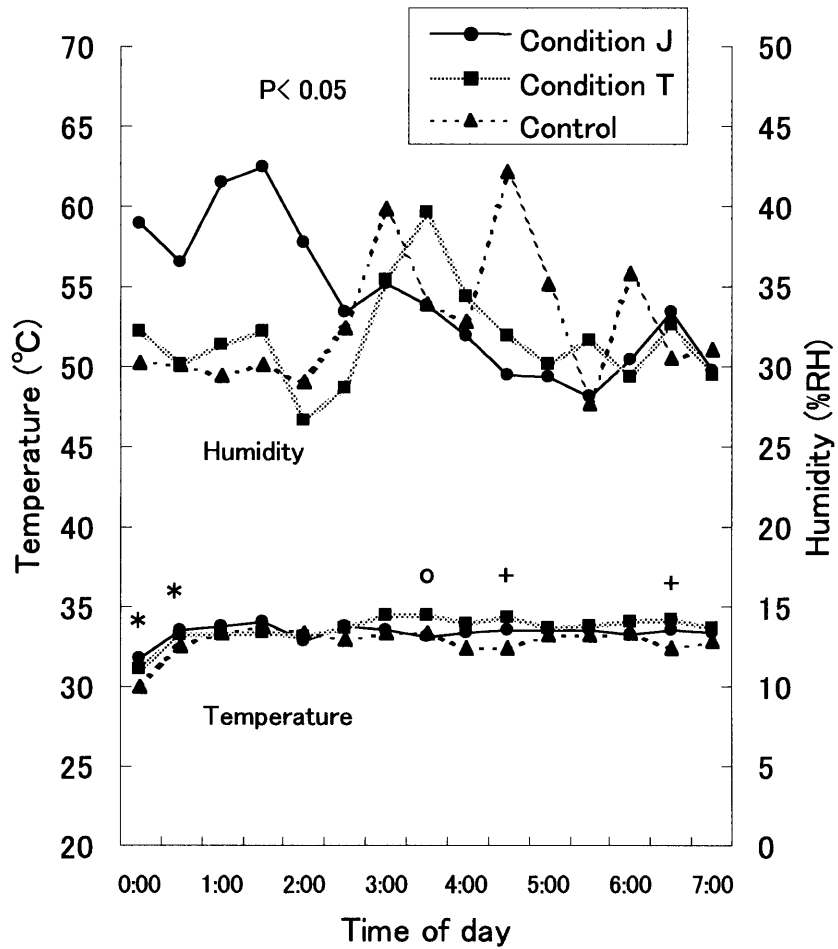 Condition J
Condition T
Control
P< 0.05
Temperature (℃)
70
65
60
55
50
45
40
35
30
25
20
Humidity (%RH)
50
45
40
35
30
25
20
15
10
5
0
Humidity
* * o + +
Temperature
0:00 1:00 2:00 3:00 4:00 5:00 6:00 7:00
Time of day